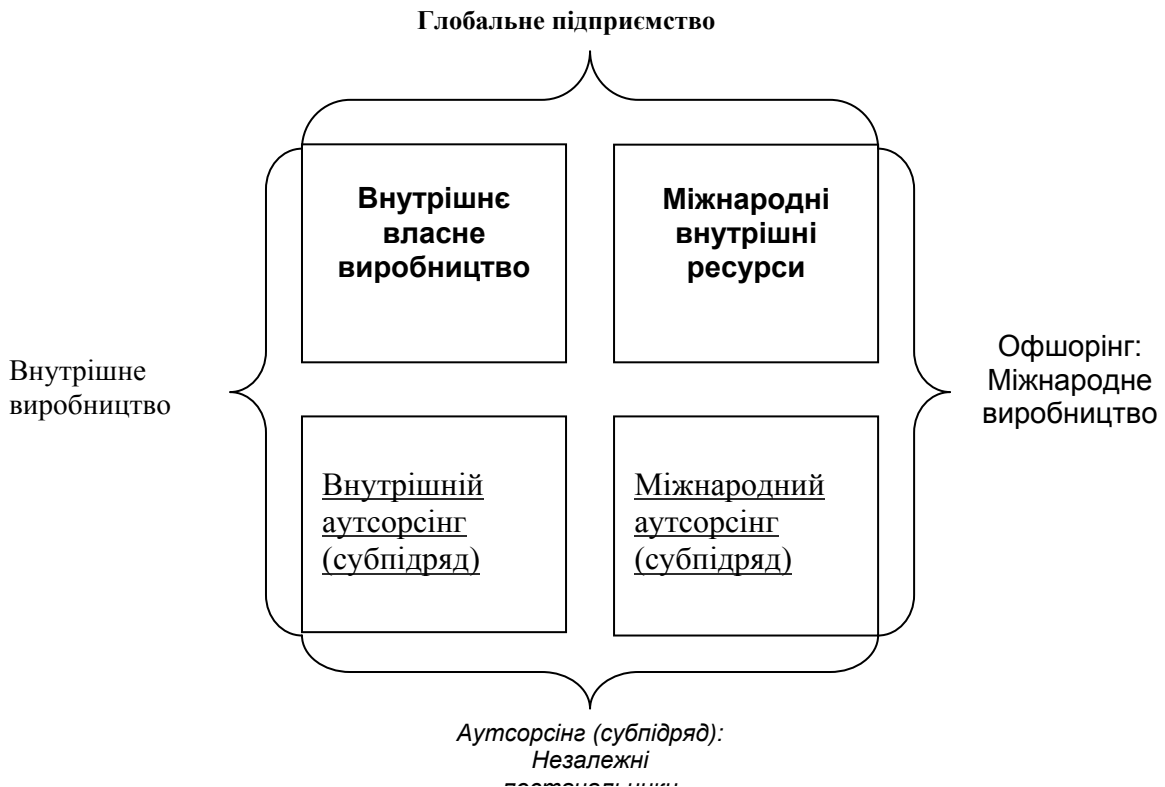 Глобальне підприємство
Внутрішнє
власне
виробництво
Міжнародні
внутрішні
ресурси
Внутрішне
виробництво
Офшорінг:
Міжнародне
виробництво
Внутрішній
аутсорсінг
(субпідряд)
Міжнародний
аутсорсінг
(субпідряд)
Аутсорсінг (субпідряд):
Незалежні